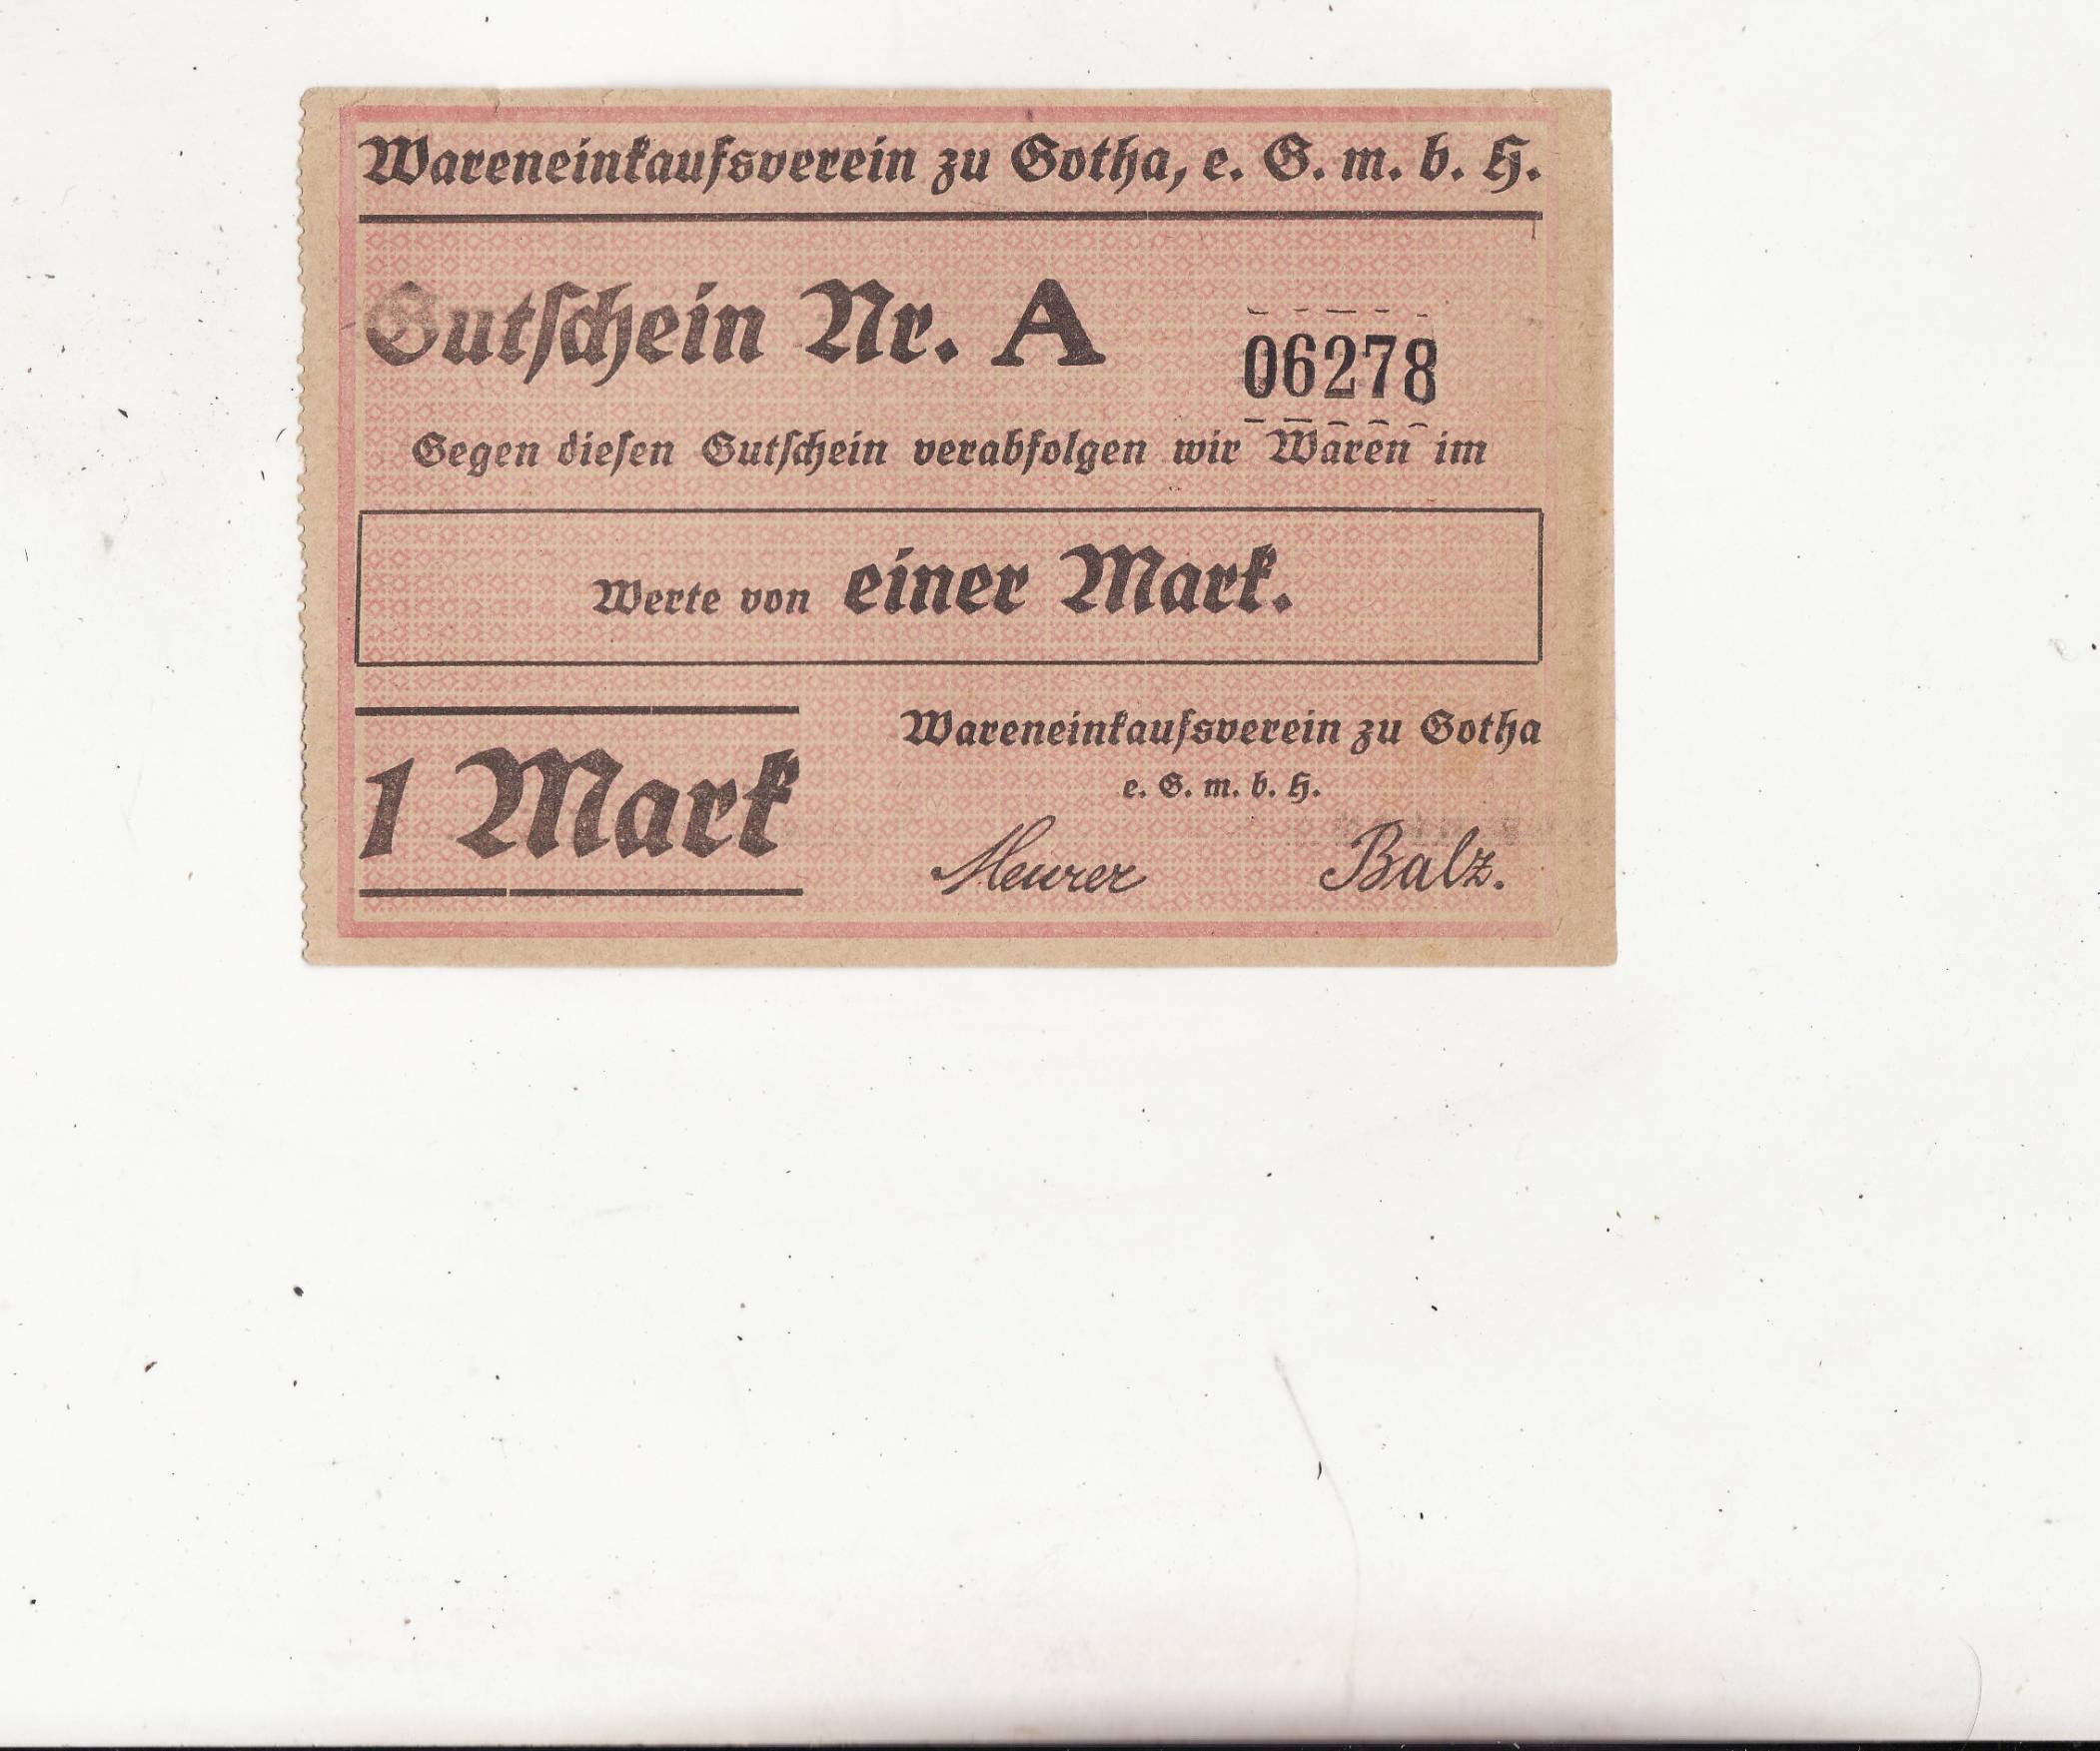 Wareneinkaufsverein zu Gotha, e. G. m. b. H.
Gutschein Nr. A 06278
Gegen diesen Gutschein verabfolgen wir Waren im
Werte von einer Mark.
1 Mark
Wareneinkaufsverein zu Gotha
e. G. m. b. H.
Meurer Balz.